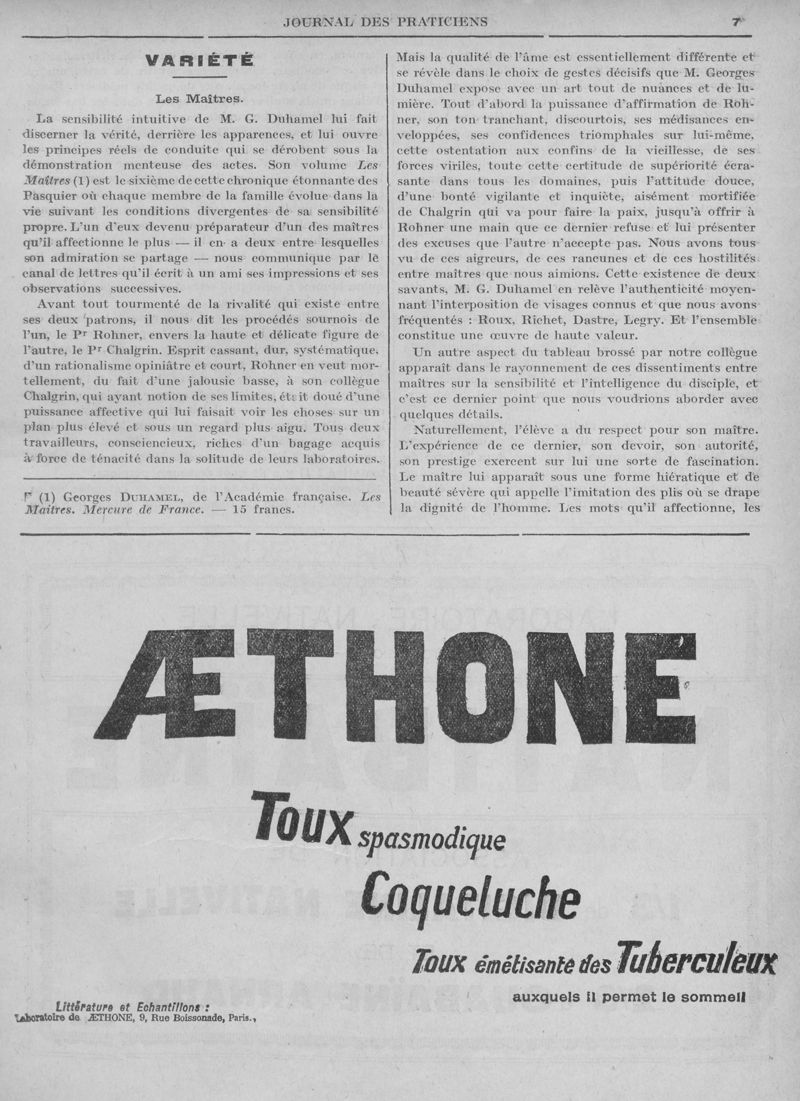 JOURNAL DES PRATICIENS 7
VARIÉTÉ
Les Maîtres.
La sensibilité intuitive de M. G. Duhamel lui fait
discerner la vérité, derrière les apparences, et lui ouvre
les principes réels de conduite qui se dérobent sous la
démonstration menteuse des actes. Son volume Les
Maîtres (1) est le sixième de cette chronique étonnante des
Pasquier où chaque membre de la famille évolue dans la
vie suivant les conditions divergentes de sa sensibilité
propre. L'un d'eux devenu préparateur d'un des maîtres
qu'il affectionne le plus — il en a deux entre lesquelles
son admiration se partage — nous communique par le
canal de lettres qu'il écrit à un ami ses impressions et ses
observations successives.
Avant tout tourmenté de la rivalité qui existe entre
ses deux patrons, il nous dit les procédés sournois de
l'un, le Pr Rohner, envers la haute et délicate figure de
l'autre, le Pr Chalgrin. Esprit cassant, dur, systématique,
d'un rationalisme opiniâtre et court, Rohner en veut mor-
tellement, du fait d'une jalousie basse, à son collègue
Chalgrin, qui ayant notion de ses limites, était doué d'une
puissance affective qui lui faisait voir les choses sur un
plan plus élevé et sous un regard plus aigu. Tous deux
travailleurs, consciencieux, riches d'un bagage acquis
à force de ténacité dans la solitude de leurs laboratoires.
(1) Georges DUHAMEL, de l'Académie française. Les
Maîtres. Mercure de France. — 15 francs.
Mais la qualité de l'âme est essentiellement différente et
se révèle dans le choix de gestes décisifs que M. Georges
Duhamel expose avec un art tout de nuances et de lu-
mière. Tout d'abord la puissance d'affirmation de Roh-
ner, son ton tranchant, discourtois, ses médisances en-
veloppées, ses confidences triomphales sur lui-même,
cette ostentation aux confins de la vieillesse, de ses
forces viriles, toute cette certitude de supériorité écra-
sante dans tous les domaines, puis l'attitude douce,
d'une bonté vigilante et inquiète, aisément mortifiée
de Chalgrin qui va pour faire la paix, jusqu'à offrir à
Rohner une main que ce dernier refuse et lui présenter
des excuses que l'autre n'accepte pas. Nous avons tous
vu de ces aigreurs, de ces rancunes et de ces hostilités
entre maîtres que nous aimions. Cette existence de deux
savants, M. G. Duhamel en relève l'authenticité moyen-
nant l'interposition de visages connus et que nous avons
fréquentés : Roux, Richet, Dastre, Legry. Et l'ensemble
constitue une œuvre de haute valeur.
Un autre aspect du tableau brossé par notre collègue
apparaît dans le rayonnement de ces dissentiments entre
maîtres sur la sensibilité et l'intelligence du disciple, et
c'est ce dernier point que nous voudrions aborder avec
quelques détails.
Naturellement, l'élève a du respect pour son maître.
L'expérience de ce dernier, son devoir, son autorité,
son prestige exercent sur lui une sorte de fascination.
Le maître lui apparaît sous une forme hiératique et de
beauté sévère qui appelle l'imitation des plis où se drape
la dignité de l'homme. Les mots qu'il affectionne, les
ÆTHONE
Toux spasmodique
Coqueluche
Toux émétisante des Tuberculeux
auxquels il permet le sommeil
Littérature et Echantillons :
Laboratoire de ÆTHONE, 9, Rue Boissonade, Paris.,